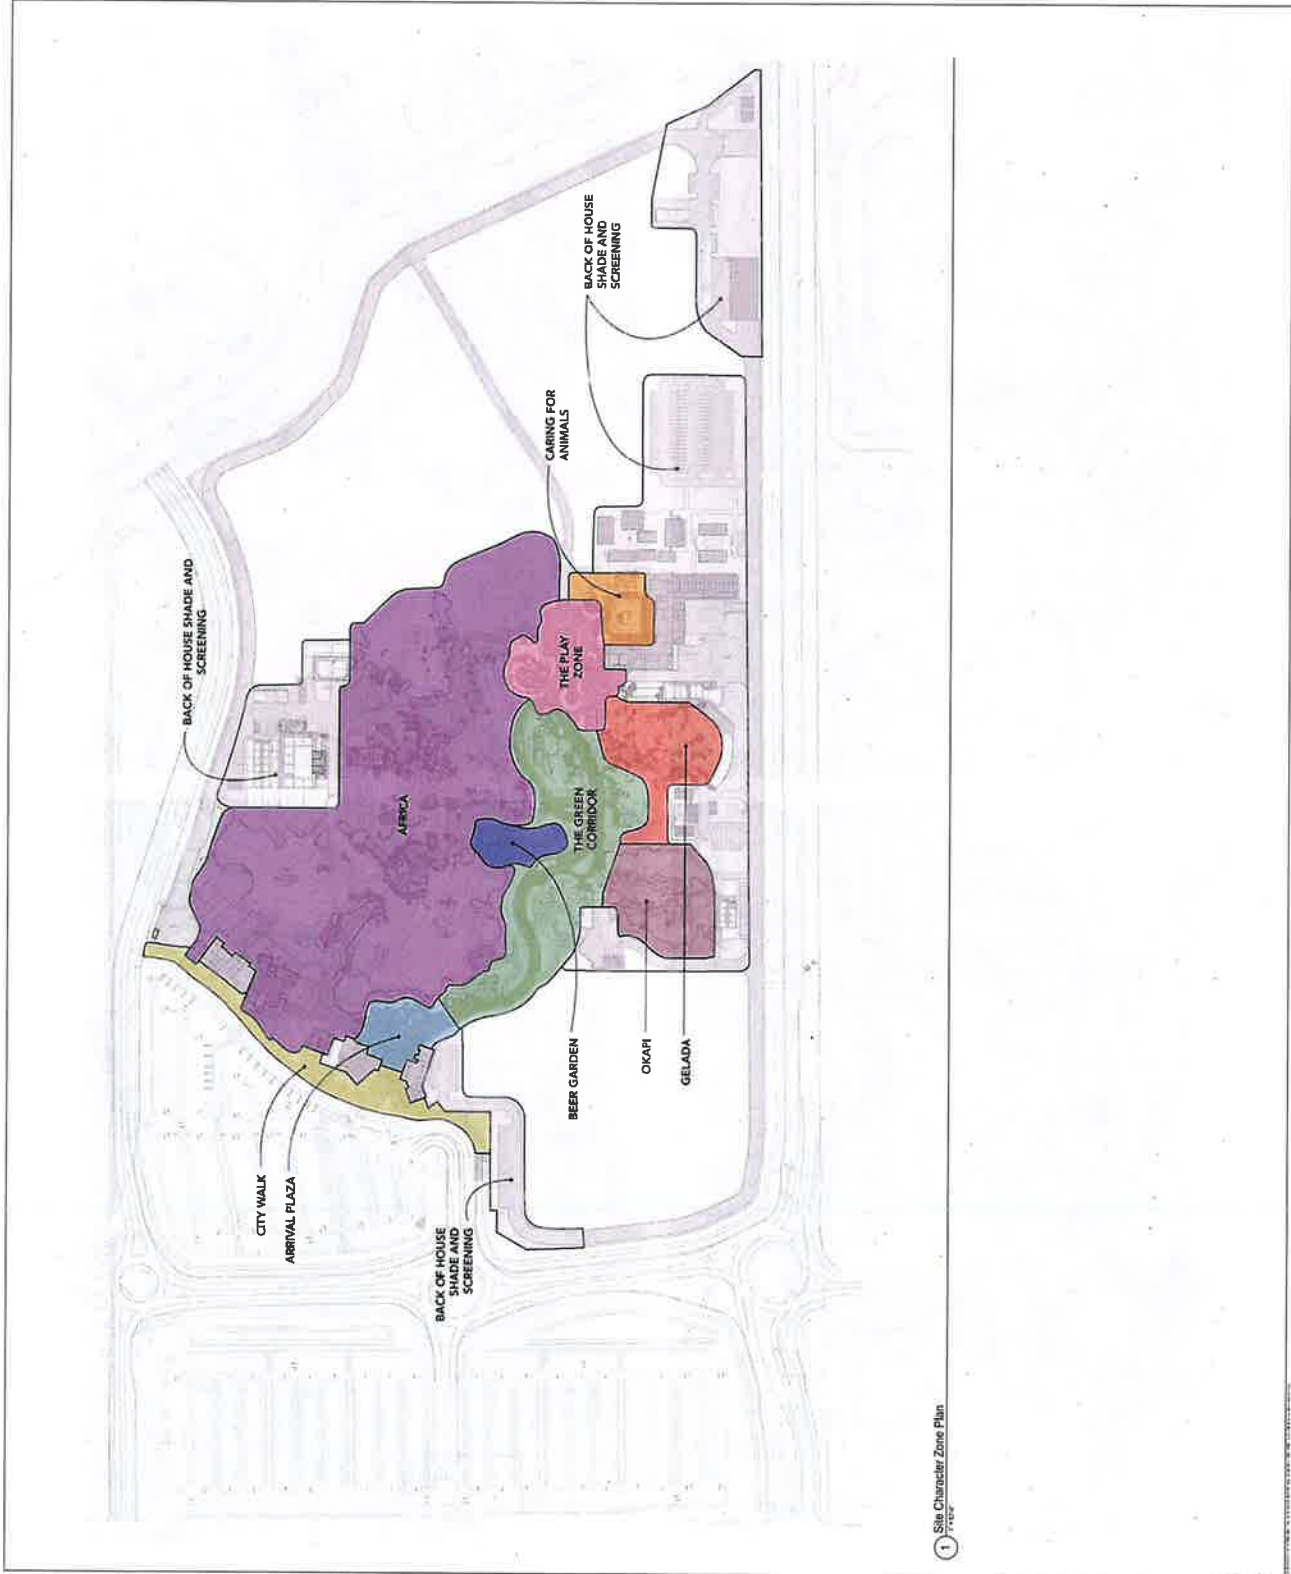 BACK OF HOUSE
SHADE AND
SCREENING
CITY WALK
ARRIVAL PLAZA
BACK OF HOUSE SHADE AND
SCREENING
AFRICA
BEER GARDEN
THE GREEN
CORRIDOR
THE PLAY
ZONE
CARING FOR
ANIMALS
BACK OF HOUSE
SHADE AND
SCREENING
OKAPI
GELADA
1
Site Character Zone Plan